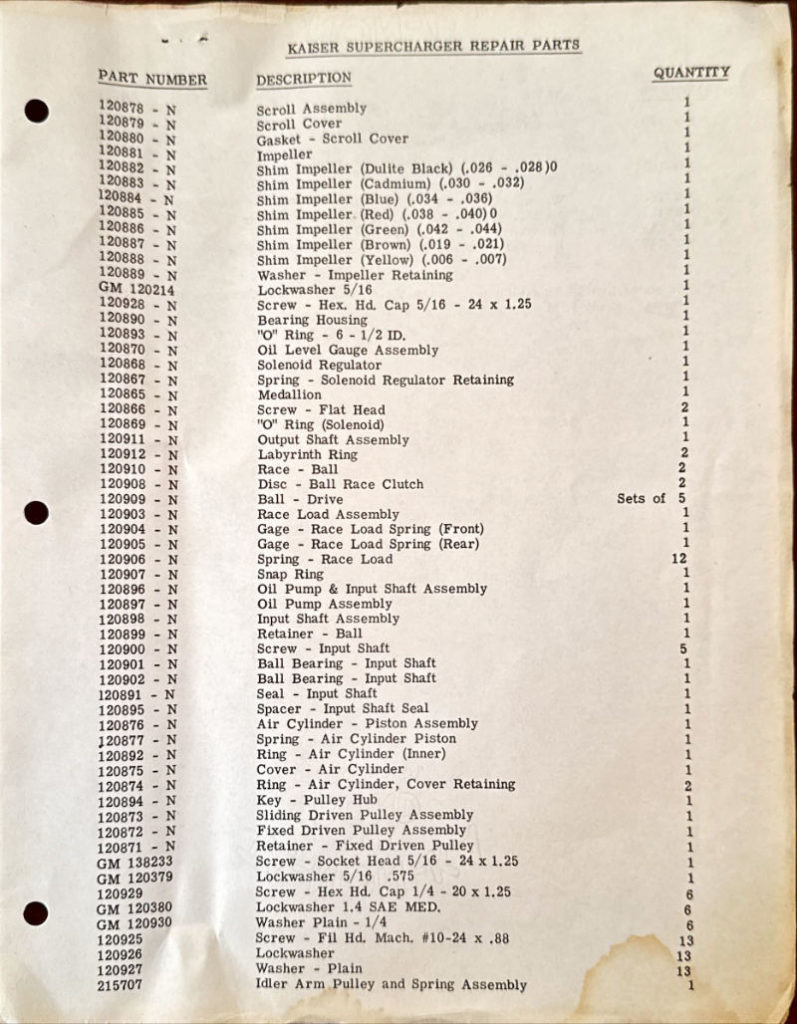 KAISER SUPERCHARGER REPAIR PARTS
PART NUMBER DESCRIPTION QUANTITY
120878 - N Scroll Assembly 1
120879 - N Scroll Cover 1
120880 - N Gasket - Scroll Cover 1
120881 - N Impeller 1
120882 - N Shim Impeller (Dulite Black) (.026 - .028)0 1
120883 - N Shim Impeller (Cadmium) (.030 - .032) 1
120884 - N Shim Impeller (Blue) (.034 - .036) 1
120885 - N Shim Impeller (Red) (.038 - .040)0 1
120886 - N Shim Impeller (Green) (.042 - .044) 1
120887 - N Shim Impeller (Brown) (.019 - .021) 1
120888 - N Shim Impeller (Yellow) (.006 - .007) 1
120889 - N Washer - Impeller Retaining 1
GM 120214 Lockwasher 5/16 1
120928 - N Screw - Hex. Hd. Cap 5/16 - 24 x 1.25 1
120890 - N Bearing Housing 1
120893 - N "O" Ring - 6 - 1/2 ID. 1
120870 - N Oil Level Gauge Assembly 1
120868 - N Solenoid Regulator 1
120867 - N Spring - Solenoid Regulator Retaining 1
120865 - N Medallion 1
120866 - N Screw - Flat Head 2
120869 - N "O" Ring (Solenoid) 1
120911 - N Output Shaft Assembly 1
120912 - N Labyrinth Ring 2
120910 - N Race - Ball 2
120908 - N Disc - Ball Race Clutch 2
120909 - N Ball - Drive Sets of 5
120903 - N Race Load Assembly 1
120904 - N Gage - Race Load Spring (Front) 1
120905 - N Gage - Race Load Spring (Rear) 1
120906 - N Spring - Race Load 12
120907 - N Snap Ring 1
120896 - N Oil Pump & Input Shaft Assembly 1
120897 - N Oil Pump Assembly 1
120898 - N Input Shaft Assembly 1
120899 - N Retainer - Ball 1
120900 - N Screw - Input Shaft 5
120901 - N Ball Bearing - Input Shaft 1
120902 - N Ball Bearing - Input Shaft 1
120891 - N Seal - Input Shaft 1
120895 - N Spacer - Input Shaft Seal 1
120876 - N Air Cylinder - Piston Assembly 1
120877 - N Spring - Air Cylinder Piston 1
120892 - N Ring - Air Cylinder (Inner) 1
120875 - N Cover - Air Cylinder 1
120874 - N Ring - Air Cylinder, Cover Retaining 2
120894 - N Key - Pulley Hub 1
120873 - N Sliding Driven Pulley Assembly 1
120872 - N Fixed Driven Pulley Assembly 1
120871 - N Retainer - Fixed Driven Pulley 1
GM 138233 Screw - Socket Head 5/16 - 24 x 1.25 1
GM 120379 Lockwasher 5/16 .575 1
120929 Screw - Hex Hd. Cap 1/4 - 20 x 1.25 6
GM 120380 Lockwasher 1.4 SAE MED. 6
GM 120930 Washer Plain - 1/4 6
120925 Screw - Fil Hd. Mach. #10-24 x .88 13
120926 Lockwasher 13
120927 Washer - Plain 13
215707 Idler Arm Pulley and Spring Assembly 1